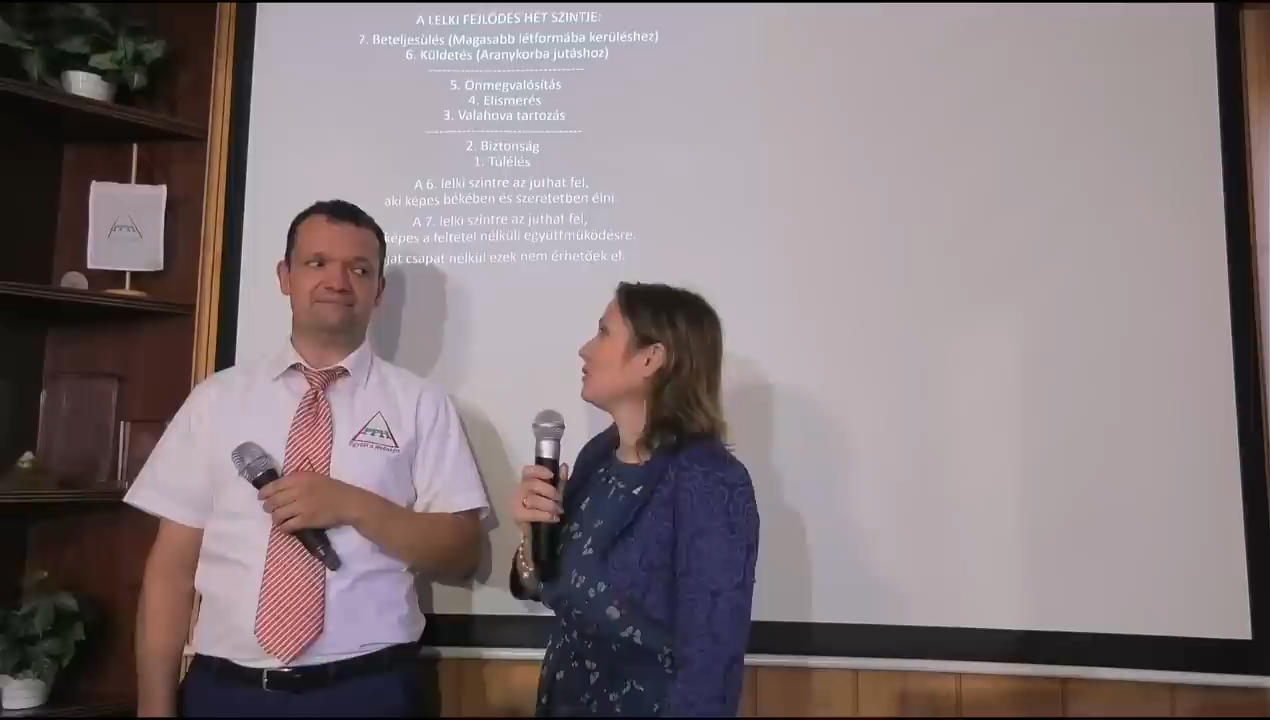 A LELKI FEJLŐDÉS HÉT SZINTJE:
7. Beteljesülés (Magasabb létformába kerüléshez)
6. Küldetés (Aranykorba jutáshoz)
5. Önmegvalósítás
4. Elismerés
3. Valahova tartozás
2. Biztonság
1. Túlélés
A 6. lelki szintre az juthat fel,
aki képes békében és szeretetben élni.
A 7. lelki szintre az juthat fel,
képes a feltétel nélküli együttműködésre.
csapat nélkül ezek nem érhetőek el.